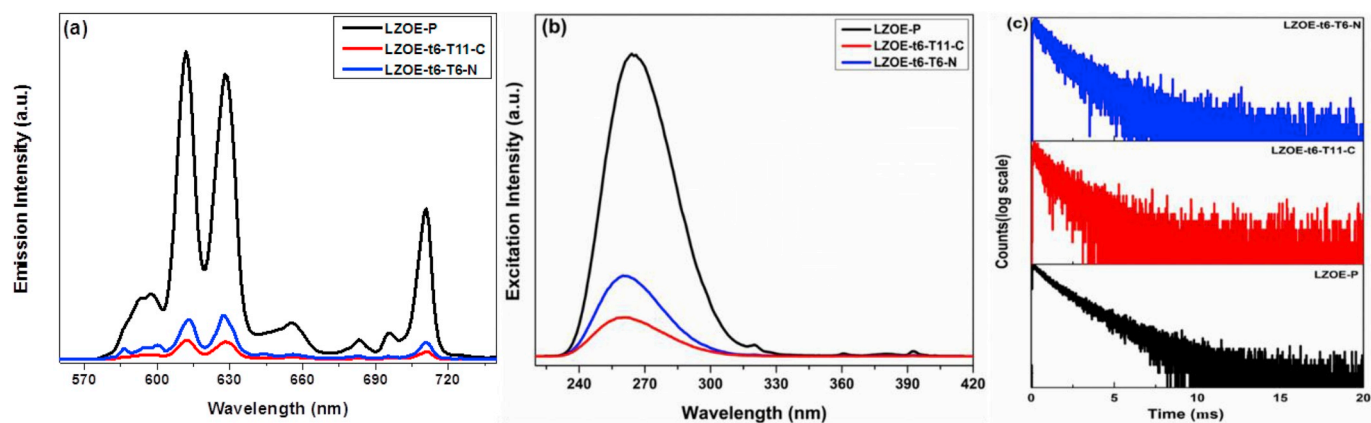 (a)
LZOE-P
LZOE-t6-T11-C
LZOE-t6-T6-N
Emission Intensity (a.u.)
570 600 630 660 690 720
Wavelength (nm)
(b)
LZOE-P
LZOE-t6-T11-C
LZOE-t6-T6-N
Excitation Intensity (a.u.)
240 270 300 330 360 390 420
Wavelength (nm)
(c)
LZOE-t6-T6-N
LZOE-t6-T11-C
LZOE-P
Counts(log scale)
0 5 10 15 20
Time (ms)